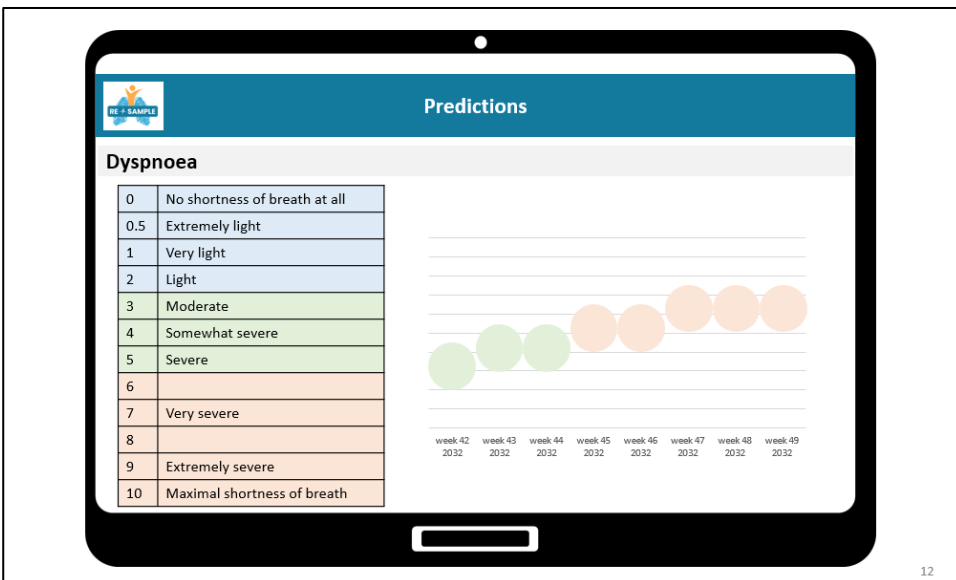 RE + SAMPLE
Predictions
Dyspnoea
0 No shortness of breath at all
0.5 Extremely light
1 Very light
2 Light
3 Moderate
4 Somewhat severe
5 Severe
6
7 Very severe
8
9 Extremely severe
10 Maximal shortness of breath
week 42 week 43 week 44 week 45 week 46 week 47 week 48 week 49
2032 2032 2032 2032 2032 2032 2032 2032
12